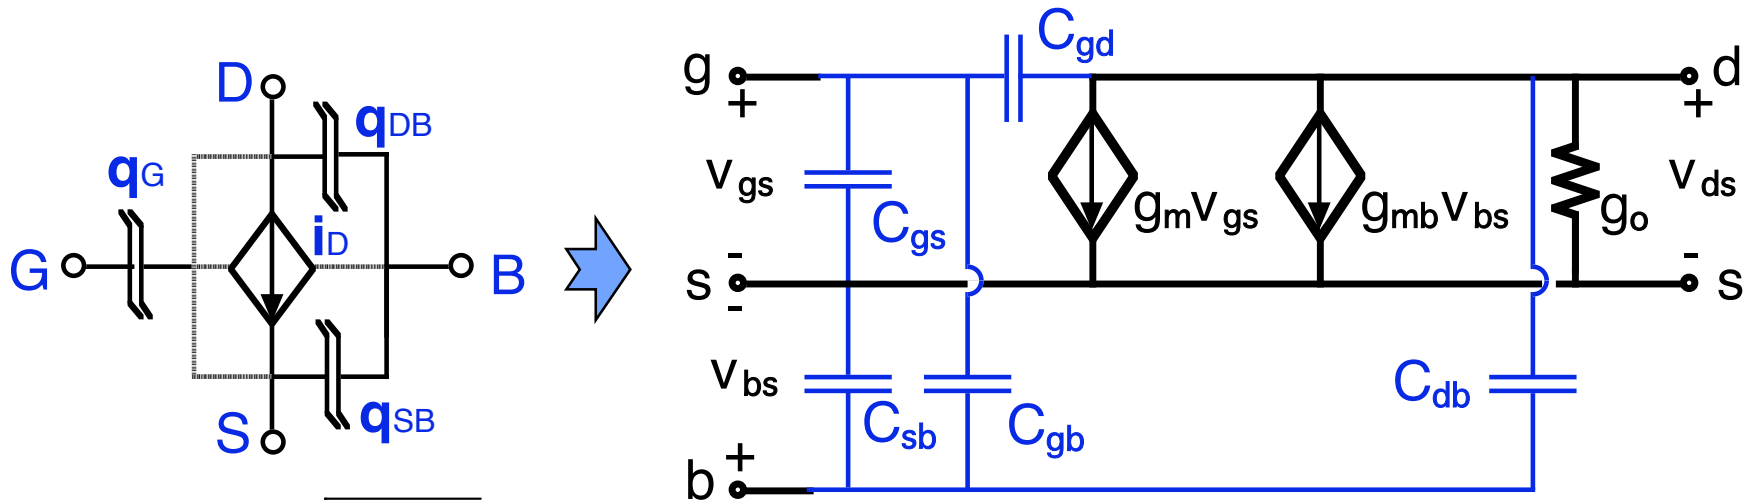 D
qDB
qG
iD
G
B
qSB
S
Cgd
g
d
+
+
vgs
gmvgs
gmbvbs
go
vds
Cgs
-
-
s
s
-
vbs
Cdb
Csb
Cgb
+
b